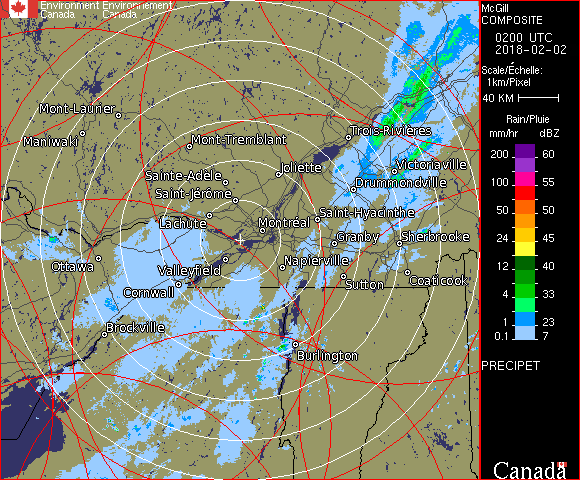 Environment Environnement
Canada Canada
McGill
COMPOSITE
0200 UTC
2018-02-02
Scale/Échelle:
1km/Pixel
40 KM
Rain/Pluie
mm/hr dBZ
200 60
100 55
50 50
24 45
12 40
4 33
1 23
0.1 7
PRECIPET
Canada
Mont-Laurier
Maniwaki
Mont-Tremblant
Trois-Rivières
Sainte-Adèle
Joliette
Victoriaville
Saint-Jérôme
Drummondville
Lachute
Montréal
Saint-Hyacinthe
Granby
Sherbrooke
Ottawa
Valleyfield
Napierville
Cornwall
Sutton
Coaticook
Brockville
Burlington